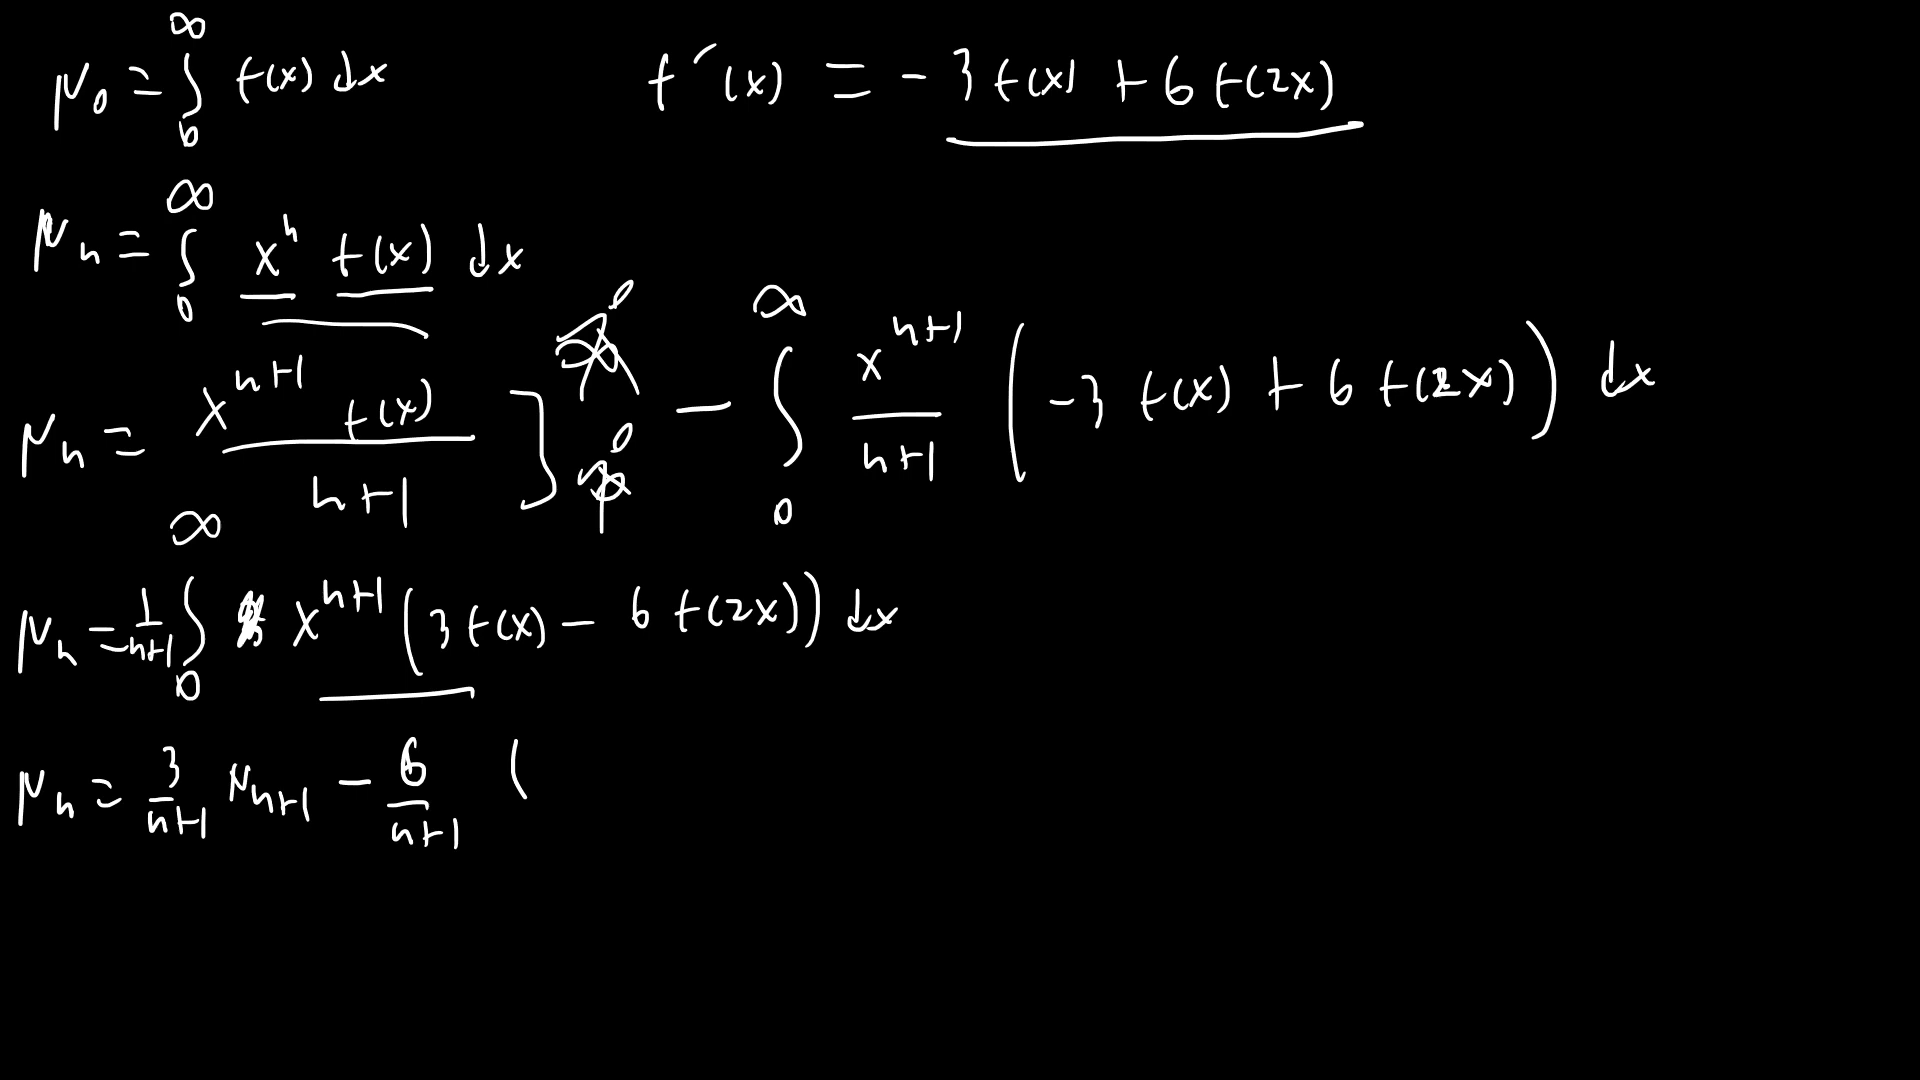 μ₀ = ∫₀^∞ f(x) dx    f′(x) = -3 f(x) + 6 f(2x)
μₙ = ∫₀^∞ xⁿ f(x) dx
μₙ = xⁿ⁺¹ f(x) / (n+1) ] - ∫₀^∞ xⁿ⁺¹/(n+1) (-3 f(x) + 6 f(2x)) dx
μₙ = 1/(n+1) ∫₀^∞ xⁿ⁺¹ (3 f(x) - 6 f(2x)) dx
μₙ = 3/(n+1) μₙ₊₁ - 6/(n+1) (